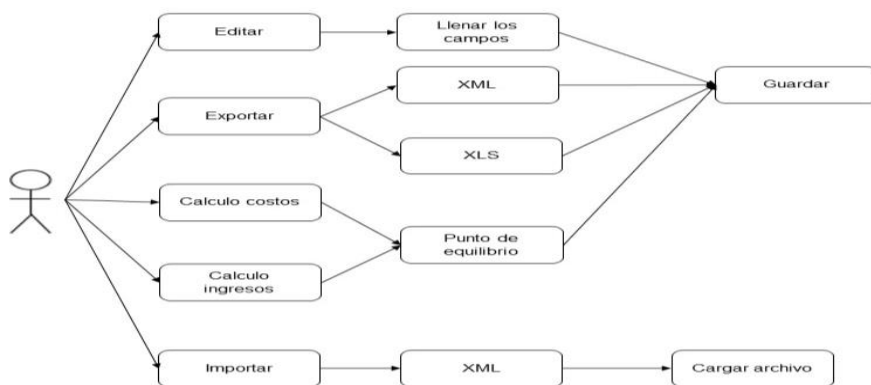 Editar
Llenar los
campos
Exportar
XML
Guardar
XLS
Calculo costos
Punto de
equilibrio
Calculo
ingresos
Importar
XML
Cargar archivo